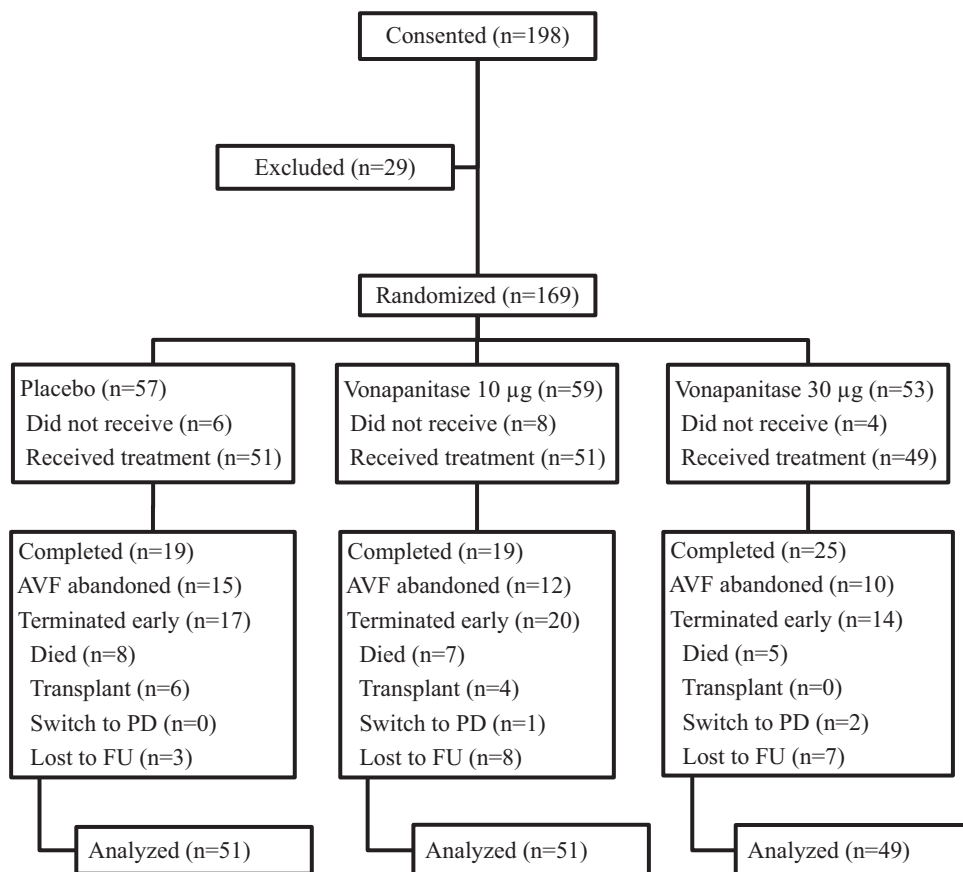 Consented (n=198)
Excluded (n=29)
Randomized (n=169)
Placebo (n=57)
Did not receive (n=6)
Received treatment (n=51)
Vonapanitase 10 µg (n=59)
Did not receive (n=8)
Received treatment (n=51)
Vonapanitase 30 µg (n=53)
Did not receive (n=4)
Received treatment (n=49)
Completed (n=19)
AVF abandoned (n=15)
Terminated early (n=17)
Died (n=8)
Transplant (n=6)
Switch to PD (n=0)
Lost to FU (n=3)
Completed (n=19)
AVF abandoned (n=12)
Terminated early (n=20)
Died (n=7)
Transplant (n=4)
Switch to PD (n=1)
Lost to FU (n=8)
Completed (n=25)
AVF abandoned (n=10)
Terminated early (n=14)
Died (n=5)
Transplant (n=0)
Switch to PD (n=2)
Lost to FU (n=7)
Analyzed (n=51)
Analyzed (n=51)
Analyzed (n=49)